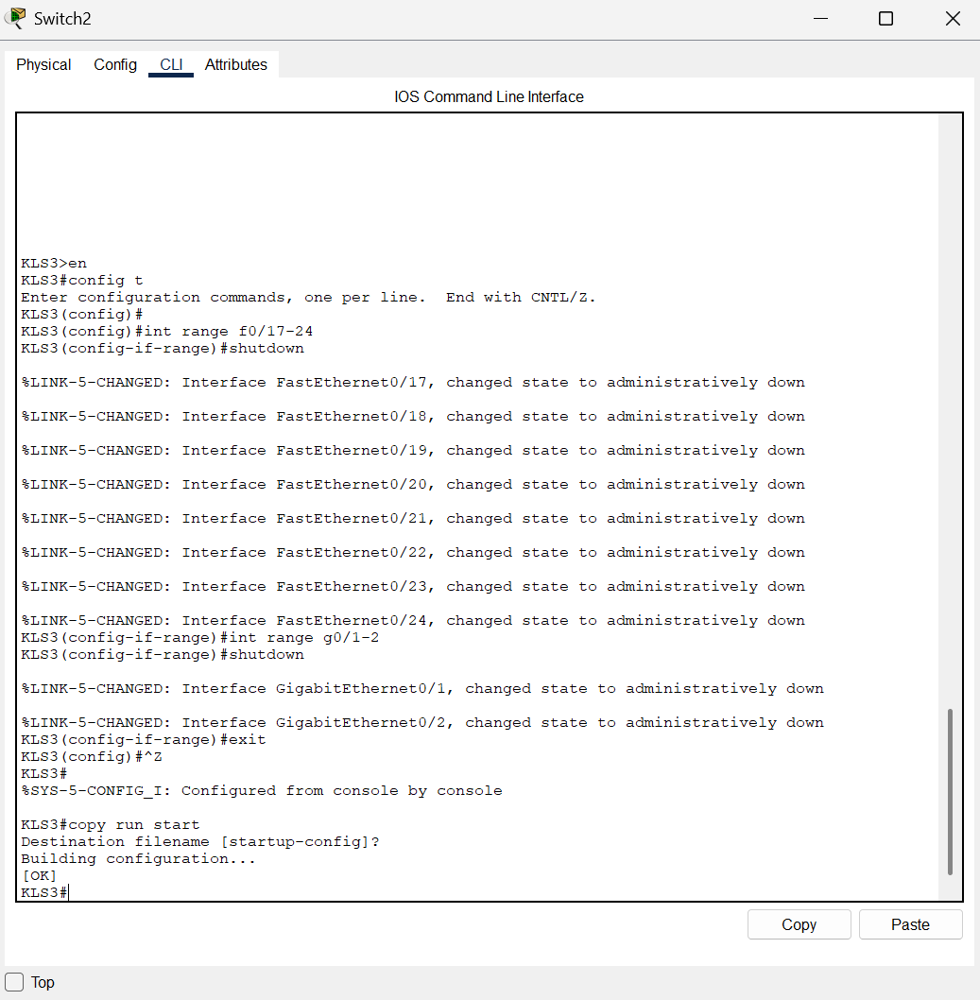 Switch2
Physical Config CLI Attributes
IOS Command Line Interface
KLS3>en
KLS3#config t
Enter configuration commands, one per line.  End with CNTL/Z.
KLS3(config)#
KLS3(config)#int range f0/17-24
KLS3(config-if-range)#shutdown
%LINK-5-CHANGED: Interface FastEthernet0/17, changed state to administratively down
%LINK-5-CHANGED: Interface FastEthernet0/18, changed state to administratively down
%LINK-5-CHANGED: Interface FastEthernet0/19, changed state to administratively down
%LINK-5-CHANGED: Interface FastEthernet0/20, changed state to administratively down
%LINK-5-CHANGED: Interface FastEthernet0/21, changed state to administratively down
%LINK-5-CHANGED: Interface FastEthernet0/22, changed state to administratively down
%LINK-5-CHANGED: Interface FastEthernet0/23, changed state to administratively down
%LINK-5-CHANGED: Interface FastEthernet0/24, changed state to administratively down
KLS3(config-if-range)#int range g0/1-2
KLS3(config-if-range)#shutdown
%LINK-5-CHANGED: Interface GigabitEthernet0/1, changed state to administratively down
%LINK-5-CHANGED: Interface GigabitEthernet0/2, changed state to administratively down
KLS3(config-if-range)#exit
KLS3(config)#^Z
KLS3#
%SYS-5-CONFIG_I: Configured from console by console
KLS3#copy run start
Destination filename [startup-config]?
Building configuration...
[OK]
KLS3#
Copy Paste
Top